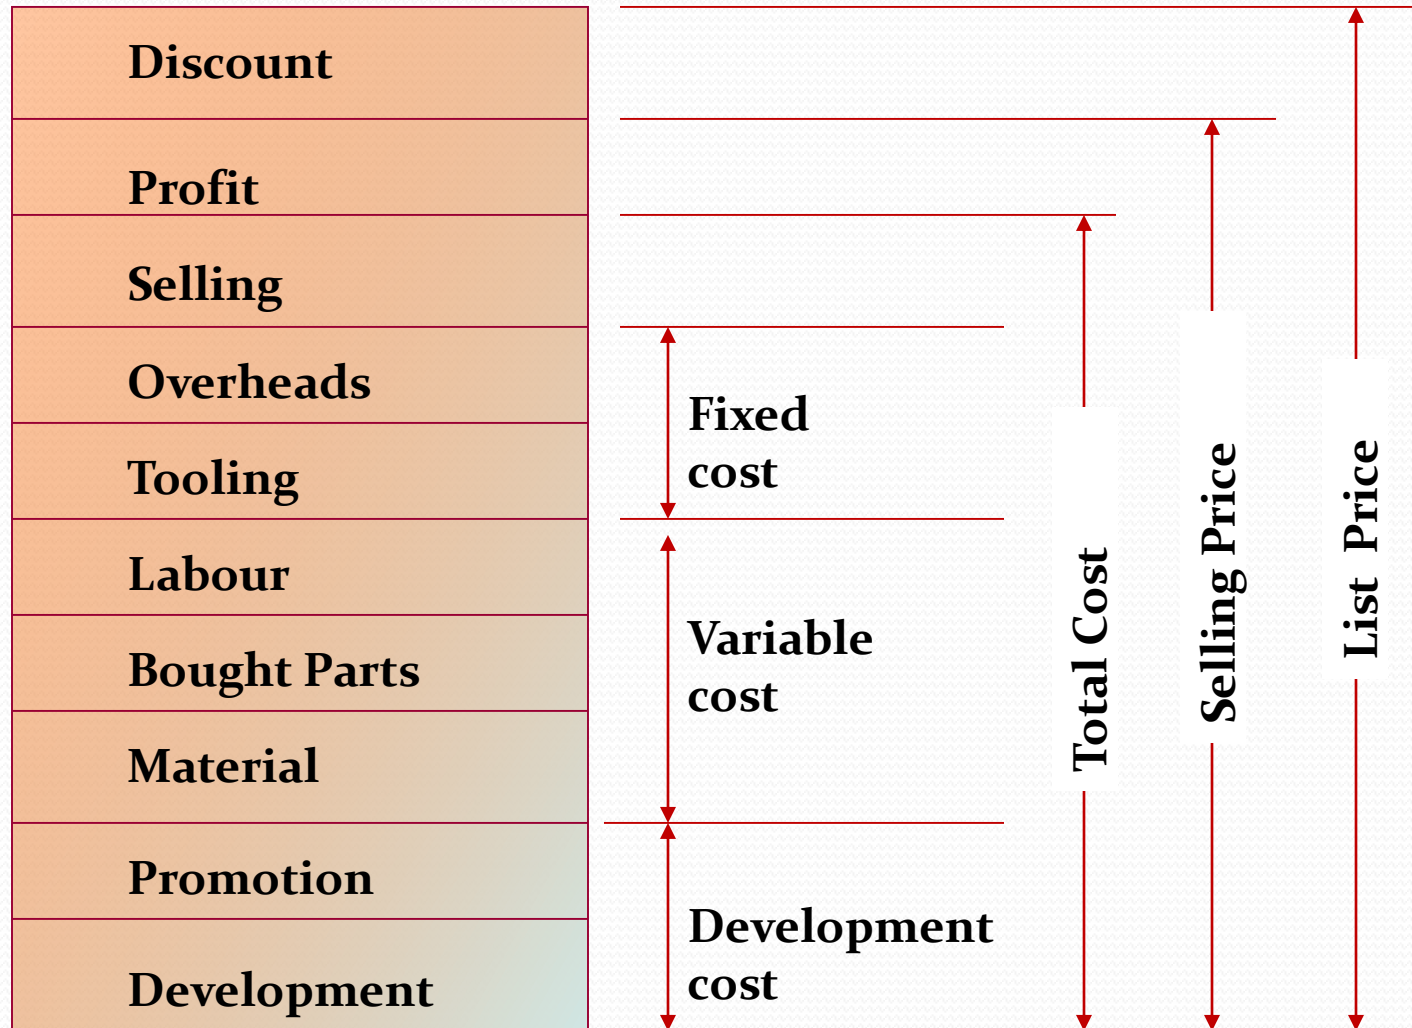 Discount
Profit
Selling
Overheads
Tooling
Labour
Bought Parts
Material
Promotion
Development
Fixed
cost
Variable
cost
Development
cost
Total Cost
Selling Price
List Price